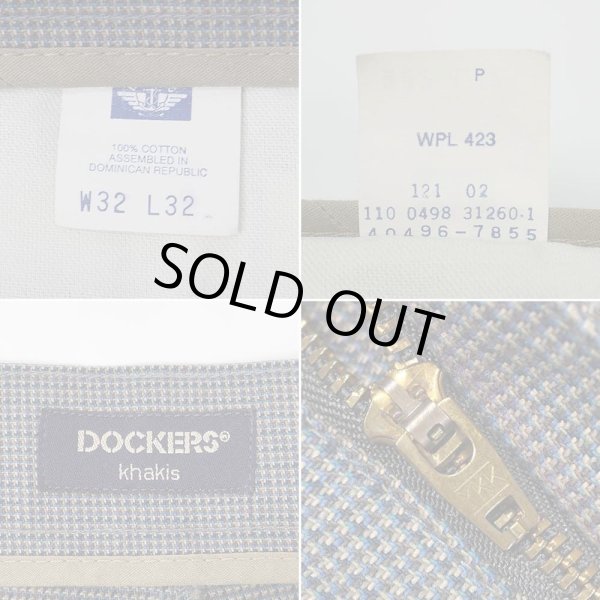 100% COTTON
ASSEMBLED IN
DOMINICAN REPUBLIC
W32 L32
P
WPL 423
121 02
110 0498 31260.1
40496-7855
SOLD OUT
DOCKERS®
khakis